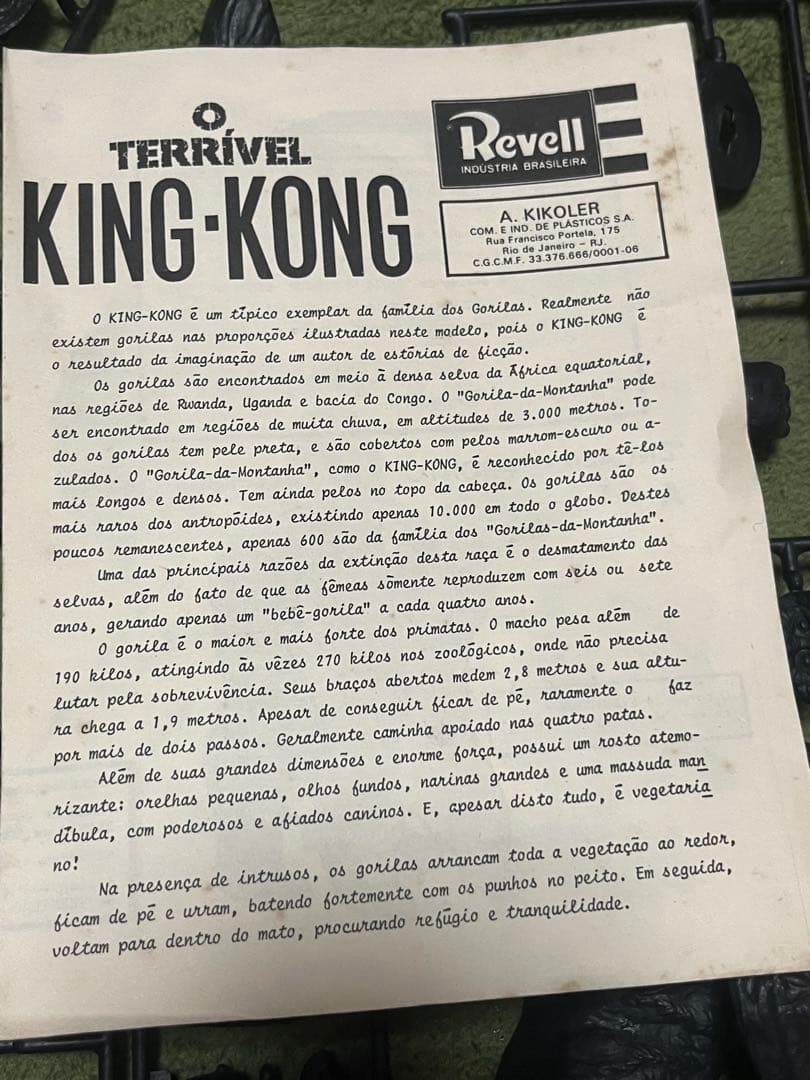 O
TERRÍVEL
KING-KONG
Revell
INDÚSTRIA BRASILEIRA
A. KIKOLER
COM. E IND. DE PLÁSTICOS S.A.
Rua Francisco Portela, 175
Rio de Janeiro – RJ.
C.G.C.M.F. 33.376.666/0001-06
O KING-KONG é um típico exemplar da família dos Gorilas. Realmente não
existem gorilas nas proporções ilustradas neste modelo, pois o KING-KONG é
o resultado da imaginação de um autor de estórias de ficção.
Os gorilas são encontrados em meio à densa selva da África equatorial,
nas regiões de Rwanda, Uganda e bacia do Congo. O "Gorila-da-Montanha" pode
ser encontrado em regiões de muita chuva, em altitudes de 3.000 metros. To-
dos os gorilas tem pele preta, e são cobertos com pelos marrom-escuro ou a-
zulados. O "Gorila-da-Montanha", como o KING-KONG, é reconhecido por tê-los
mais longos e densos. Tem ainda pelos no topo da cabeça. Os gorilas são os
mais raros dos antropóides, existindo apenas 10.000 em todo o globo. Destes
poucos remanescentes, apenas 600 são da família dos "Gorilas-da-Montanha".
Uma das principais razões da extinção desta raça é o desmatamento das
selvas, além do fato de que as fêmeas sòmente reproduzem com seis ou sete
anos, gerando apenas um "bebê-gorila" a cada quatro anos.
O gorila é o maior e mais forte dos primatas. O macho pesa além de
190 kilos, atingindo às vêzes 270 kilos nos zoológicos, onde não precisa
lutar pela sobrevivência. Seus braços abertos medem 2,8 metros e sua altu-
ra chega a 1,9 metros. Apesar de conseguir ficar de pé, raramente o faz
por mais de dois passos. Geralmente caminha apoiado nas quatro patas.
Além de suas grandes dimensões e enorme força, possui um rosto atemo-
rizante: orelhas pequenas, olhos fundos, narinas grandes e uma massuda man
díbula, com poderosos e afiados caninos. E, apesar disto tudo, é vegetaria
no!
Na presença de intrusos, os gorilas arrancam toda a vegetação ao redor,
ficam de pé e urram, batendo fortemente com os punhos no peito. Em seguida,
voltam para dentro do mato, procurando refúgio e tranquilidade.